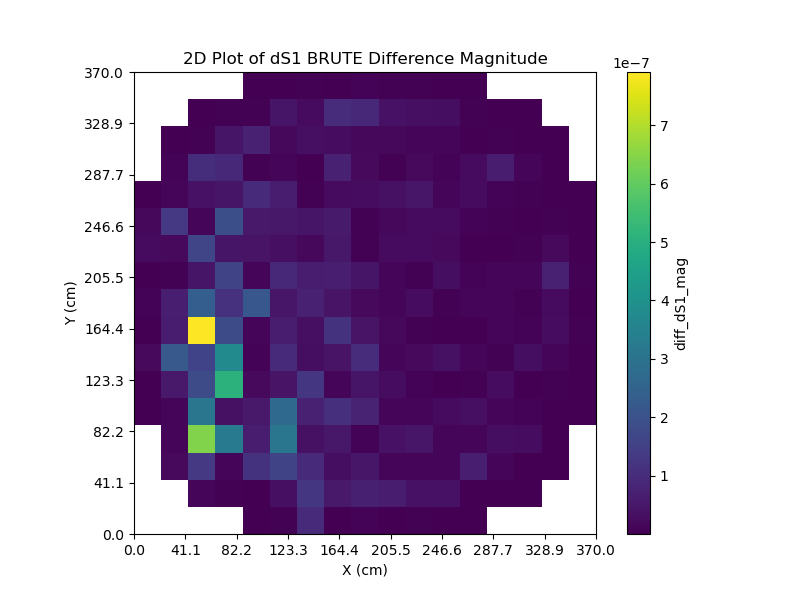 2D Plot of dS1 BRUTE Difference Magnitude
1e−7
370.0
328.9
287.7
246.6
205.5
164.4
123.3
82.2
41.1
0.0
Y (cm)
0.0 41.1 82.2 123.3 164.4 205.5 246.6 287.7 328.9 370.0
X (cm)
7
6
5
4
3
2
1
diff_dS1_mag